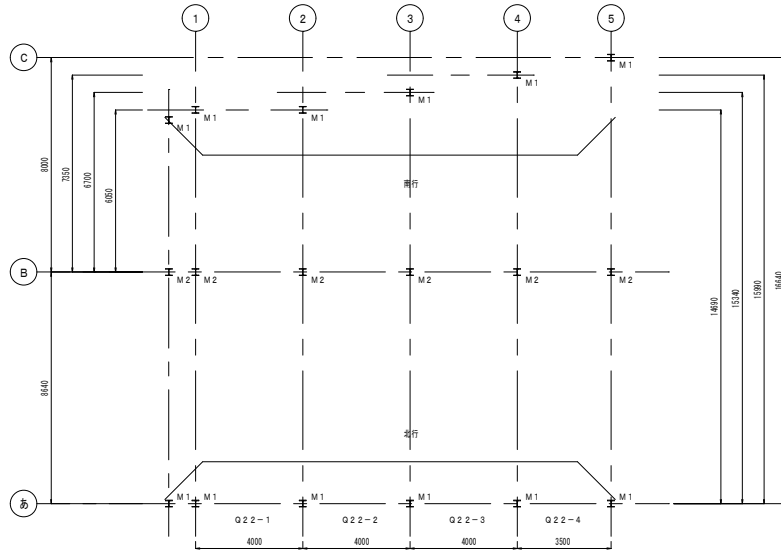 1 2 3 4 5
C
M1
M1
M1
M1
M1
M1
8000
7350
6700
6050
南行
B
M2 M2 M2 M2 M2 M2
14690
15340
15990
16640
8640
北行
あ
M1 M1 M1 M1 M1 M1
Q22-1 Q22-2 Q22-3 Q22-4
4000 4000 4000 3500